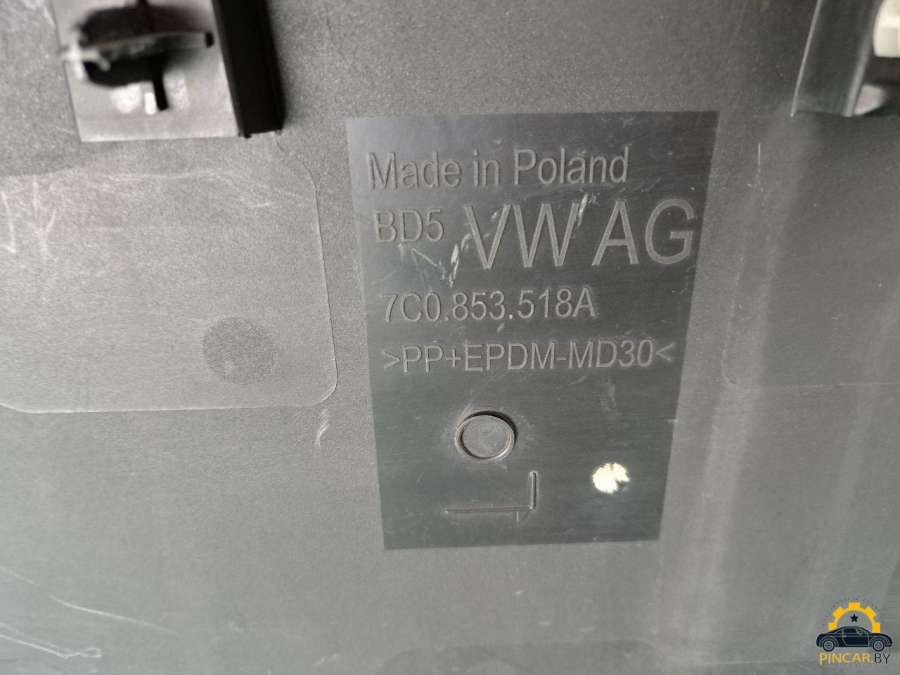 Made in Poland
BD5 VW AG
7C0.853.518A
>PP+EPDM-MD30<
PINCAR.BY